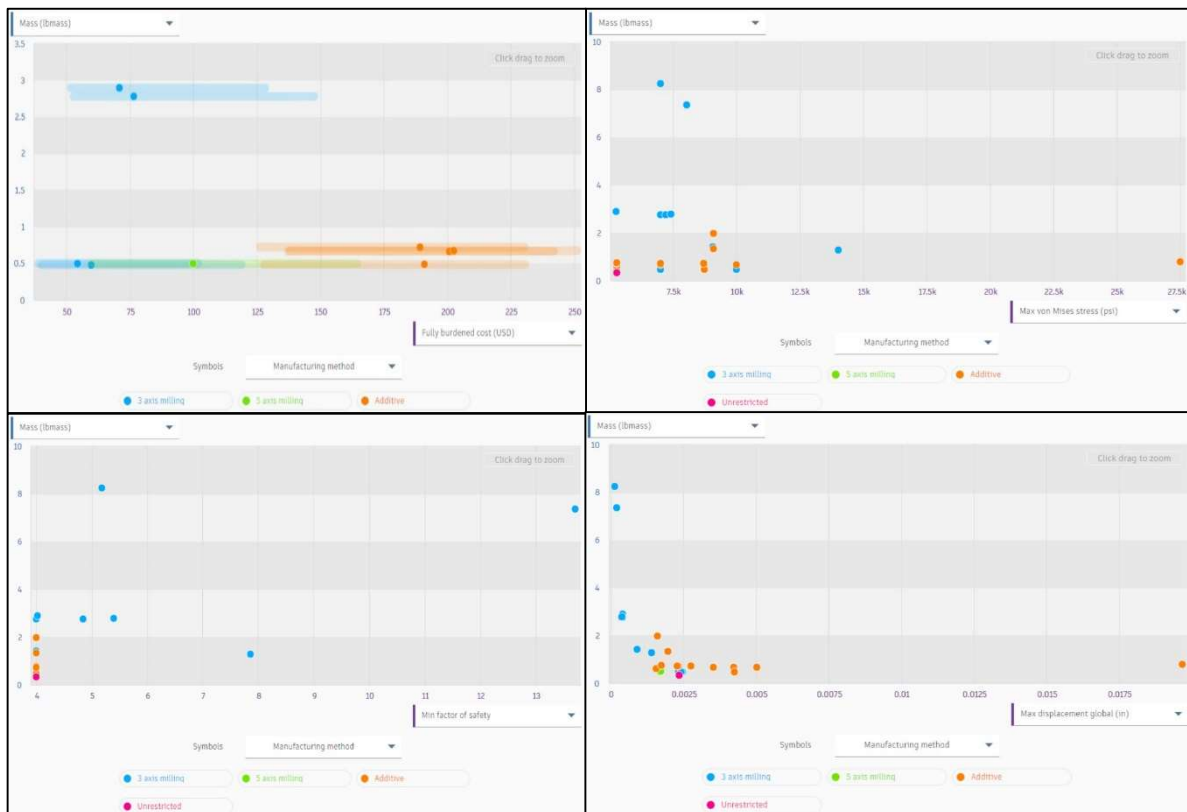 Mass (lbmass)
3.5
Click drag to zoom
3
2.5
2
1.5
1
0.5
0
50 75 100 125 150 175 200 225 250
Fully burdened cost (USD)
Symbols Manufacturing method
3 axis milling 5 axis milling Additive
Mass (lbmass)
10
Click drag to zoom
8
6
4
2
0
7.5k 10k 12.5k 15k 17.5k 20k 22.5k 25k 27.5k
Max von Mises stress (psi)
Symbols Manufacturing method
3 axis milling 5 axis milling Additive
Unrestricted
Mass (lbmass)
10
Click drag to zoom
8
6
4
2
0
4 5 6 7 8 9 10 11 12 13
Min factor of safety
Symbols Manufacturing method
3 axis milling 5 axis milling Additive
Unrestricted
Mass (lbmass)
10
Click drag to zoom
8
6
4
2
0
0 0.0025 0.005 0.0075 0.01 0.0125 0.015 0.0175
Max displacement global (in)
Symbols Manufacturing method
3 axis milling 5 axis milling Additive
Unrestricted